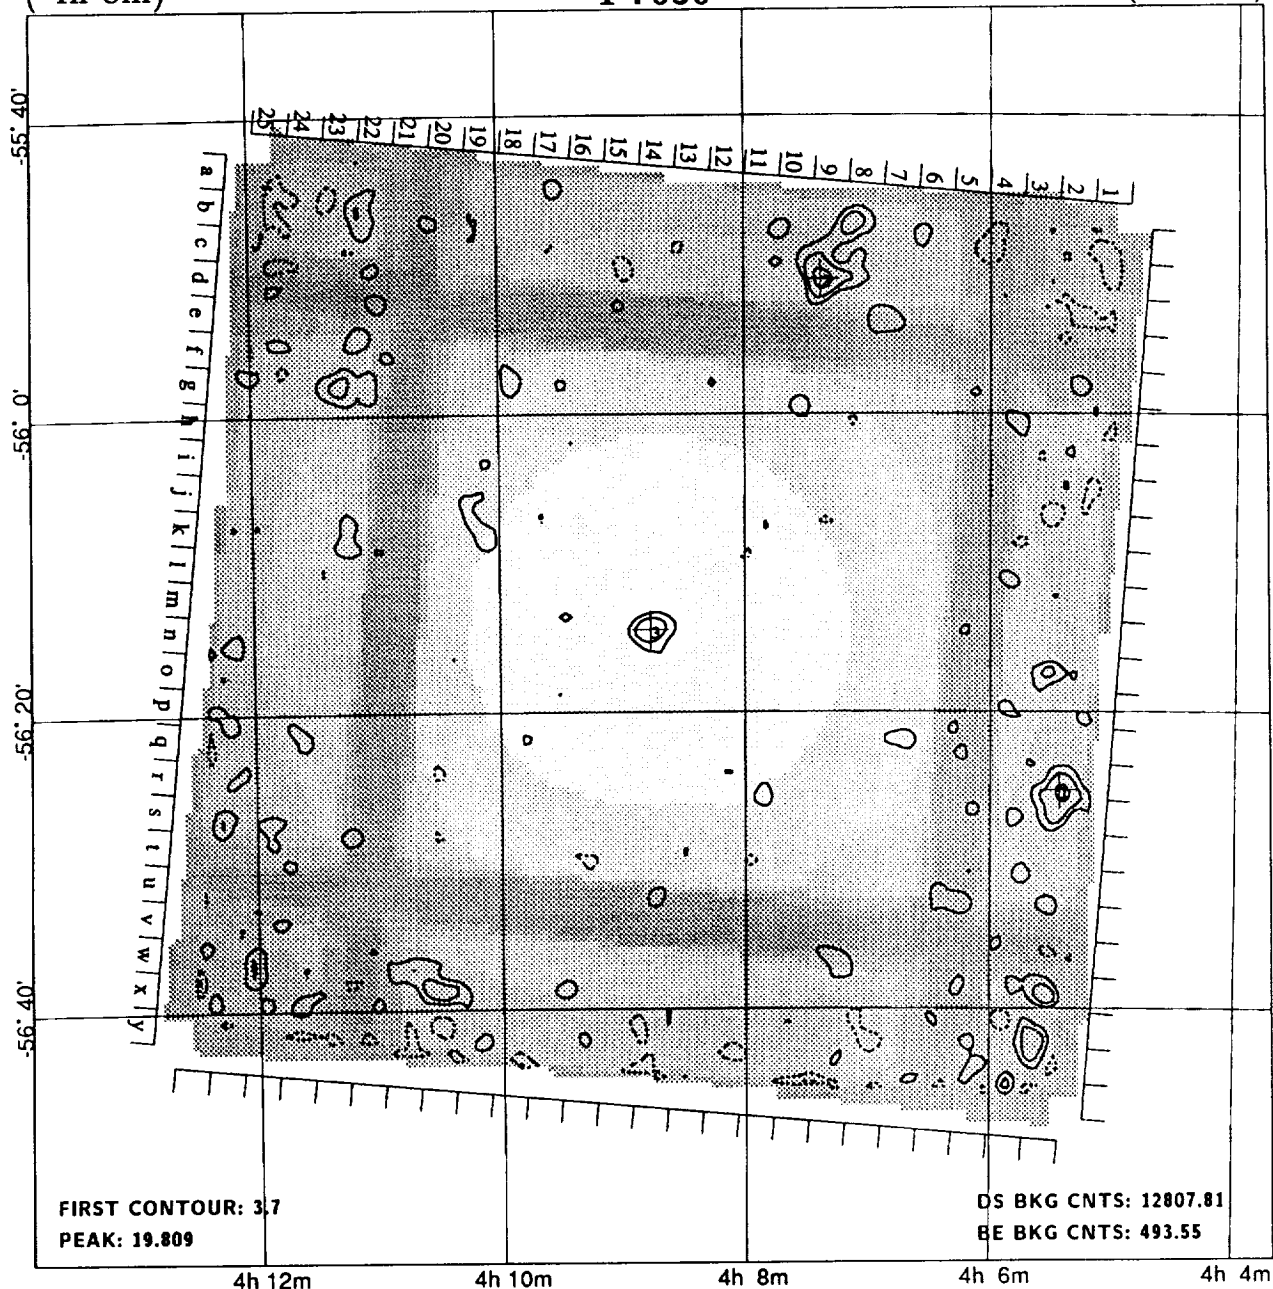 -55° 40'
25 24 23 22 21 20 19 18 17 16 15 14 13 12 11 10 9 8 7 6 5 4 3 2 1
a b c d e f g h i j k l m n o p q r s t u v w x y
-56° 0'
3
-56° 20'
-56° 40'
FIRST CONTOUR: 3.7
PEAK: 19.809
DS BKG CNTS: 12807.81
BE BKG CNTS: 493.55
4h 12m 4h 10m 4h 8m 4h 6m 4h 4m